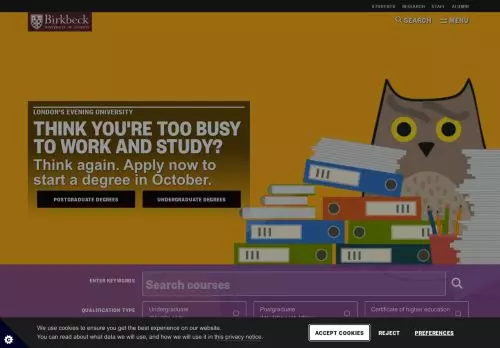 STUDENTS RESEARCH STAFF ALUMNI
Birkbeck
UNIVERSITY OF LONDON
SEARCH MENU
LONDON'S EVENING UNIVERSITY
THINK YOU'RE TOO BUSY
TO WORK AND STUDY?
Think again. Apply now to
start a degree in October.
POSTGRADUATE DEGREES UNDERGRADUATE DEGREES
ENTER KEYWORDS Search courses
QUALIFICATION TYPE Undergraduate Postgraduate Certificate of higher education
We use cookies to ensure you get the best experience on our website.
You can read about what data we will use, and how we will use it in this privacy notice.
ACCEPT COOKIES REJECT PREFERENCES